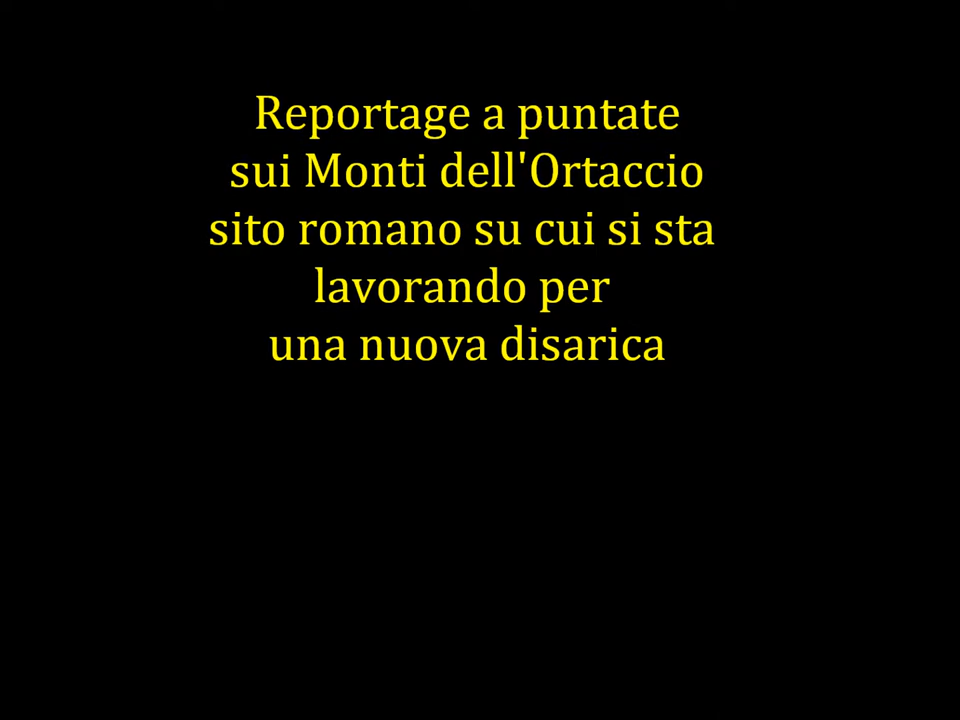 Reportage a puntate
sui Monti dell'Ortaccio
sito romano su cui si sta
lavorando per
una nuova disarica